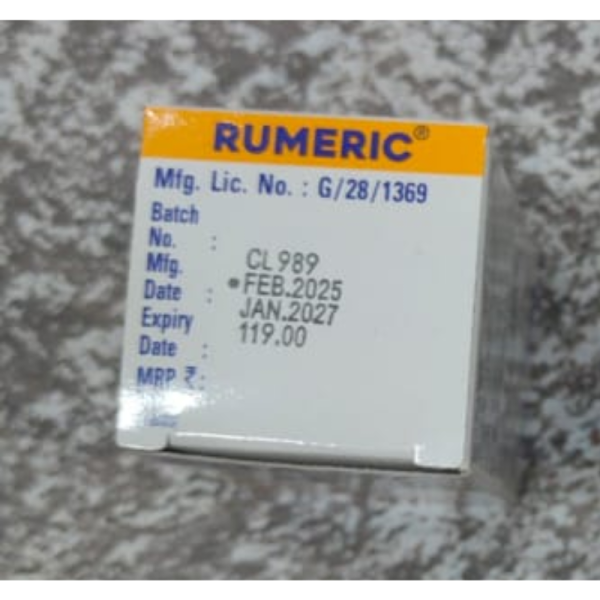 RUMERIC®
Mfg. Lic. No. : G/28/1369
Batch
No. :
CL 989
Mfg.
Date :
•FEB.2025
Expiry
Date :
JAN.2027
MRP ₹:
119.00